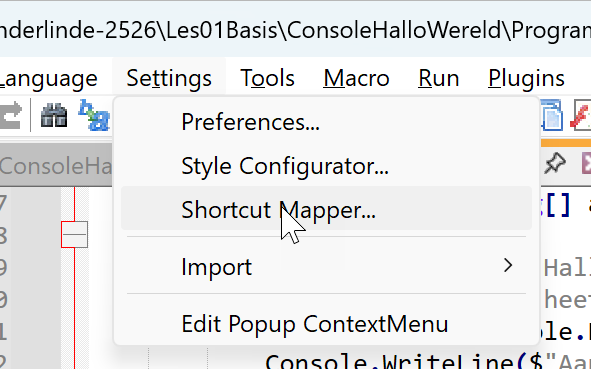 nderlinde-2526\Les01Basis\ConsoleHalloWereld\Program
Language Settings Tools Macro Run Plugins
Preferences...
ConsoleHa Style Configurator...
7 Shortcut Mapper... [] a
8
9 Import Hall
0 heet
1 Edit Popup ContextMenu le.
2 Console.WriteLine($"Aan